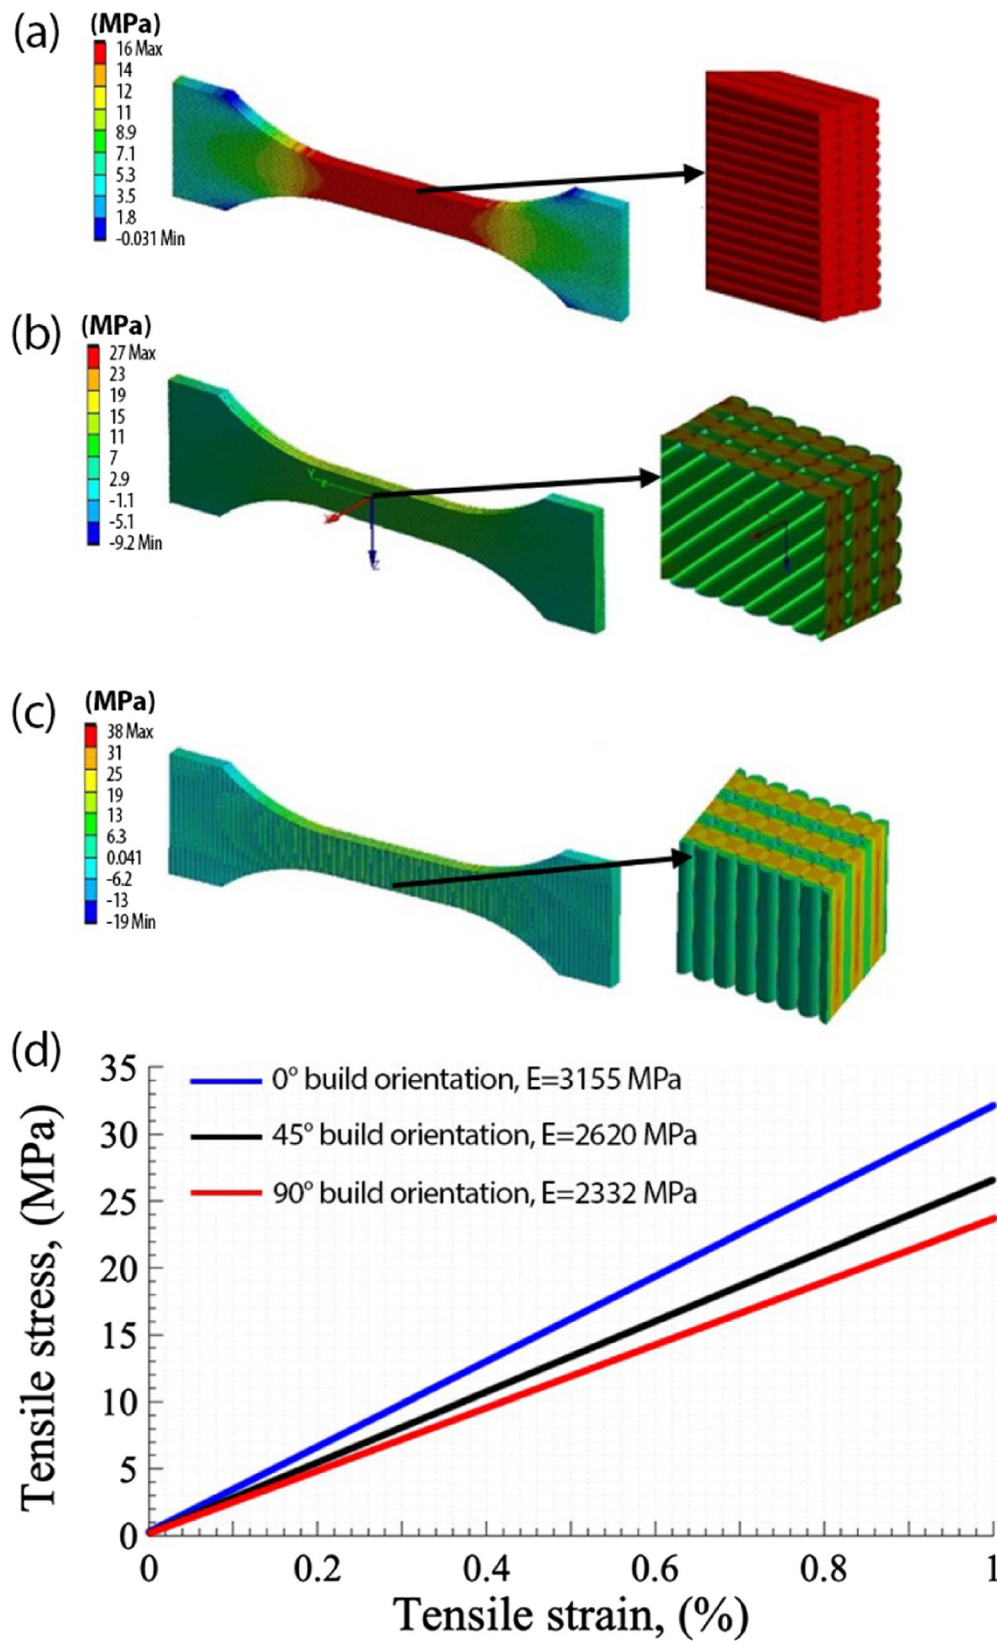 (a)
(MPa)
16 Max
14
12
11
8.9
7.1
5.3
3.5
1.8
-0.031 Min
(b)
(MPa)
27 Max
23
19
15
11
7
2.9
-1.1
-5.1
-9.2 Min
Y
Z
(c)
(MPa)
38 Max
31
25
19
13
6.3
0.041
-6.2
-13
-19 Min
(d)
35
30
25
20
15
10
5
0
Tensile stress, (MPa)
0° build orientation, E=3155 MPa
45° build orientation, E=2620 MPa
90° build orientation, E=2332 MPa
0 0.2 0.4 0.6 0.8 1
Tensile strain, (%)